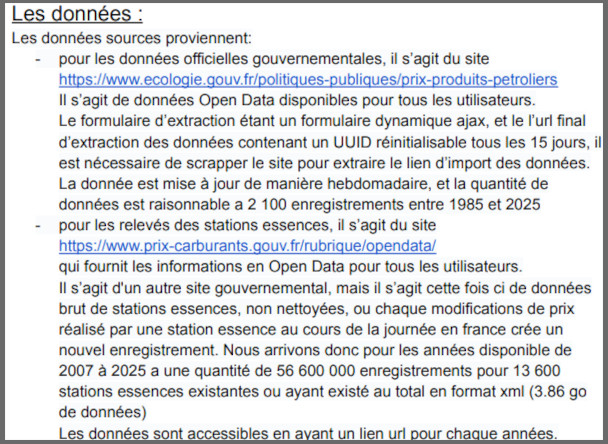 Les données :
Les données sources proviennent:
- pour les données officielles gouvernementales, il s'agit du site
https://www.ecologie.gouv.fr/politiques-publiques/prix-produits-petroliers
Il s'agit de données Open Data disponibles pour tous les utilisateurs.
Le formulaire d'extraction étant un formulaire dynamique ajax, et le l'url final
d'extraction des données contenant un UUID réinitialisable tous les 15 jours, il
est nécessaire de scrapper le site pour extraire le lien d'import des données.
La donnée est mise à jour de manière hebdomadaire, et la quantité de
données est raisonnable a 2 100 enregistrements entre 1985 et 2025
- pour les relevés des stations essences, il s'agit du site
https://www.prix-carburants.gouv.fr/rubrique/opendata/
qui fournit les informations en Open Data pour tous les utilisateurs.
Il s'agit d'un autre site gouvernemental, mais il s'agit cette fois ci de données
brut de stations essences, non nettoyées, ou chaque modifications de prix
réalisé par une station essence au cours de la journée en france crée un
nouvel enregistrement. Nous arrivons donc pour les années disponible de
2007 à 2025 a une quantité de 56 600 000 enregistrements pour 13 600
stations essences existantes ou ayant existé au total en format xml (3.86 go
de données)
Les données sont accessibles en ayant un lien url pour chaque années.